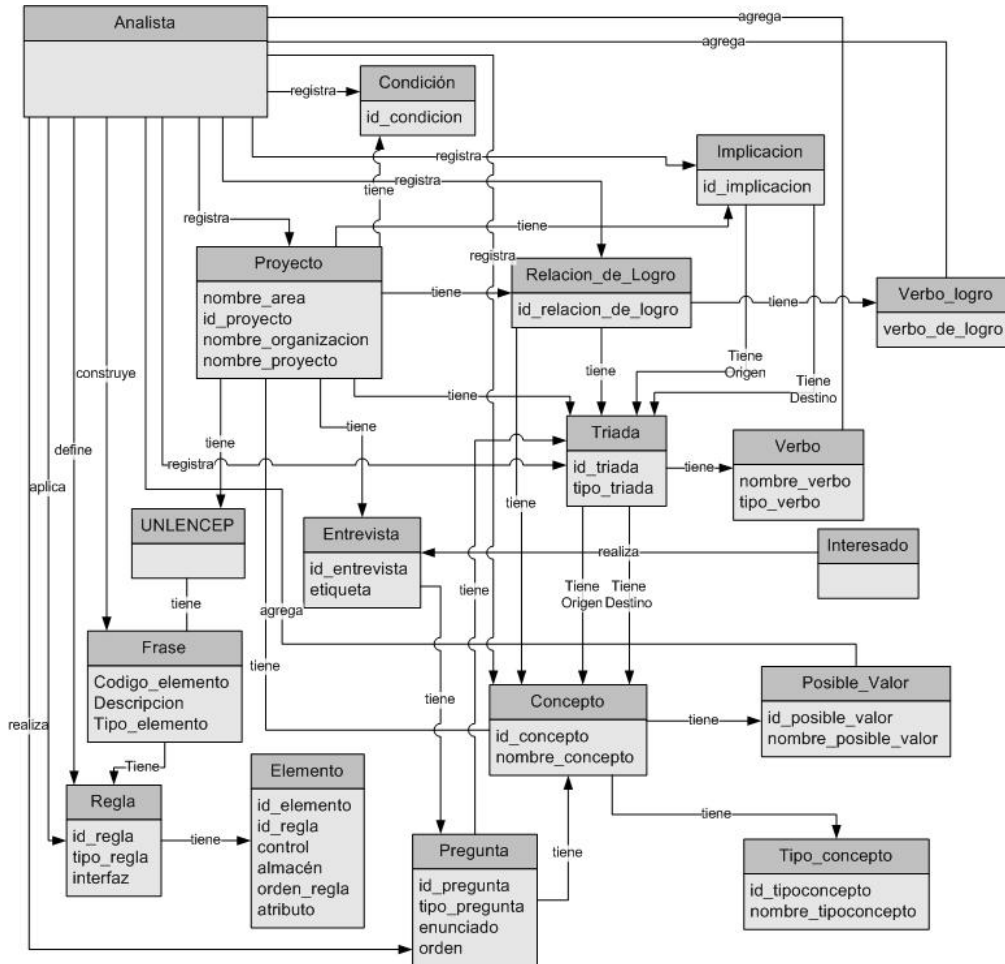 Analista
agrega
agrega
Condición
id_condicion
registra
registra
registra
registra
registra
tiene
Implicacion
id_implicacion
tiene
Proyecto
nombre_area
id_proyecto
nombre_organizacion
nombre_proyecto
tiene
Relacion_de_Logro
id_relacion_de_logro
tiene
Verbo_logro
verbo_de_logro
construye
tiene
Tiene
Origen
Tiene
Destino
tiene
tiene
define
tiene
registra
aplica
Triada
id_triada
tipo_triada
tiene
Verbo
nombre_verbo
tipo_verbo
tiene
UNLENCEP
Entrevista
id_entrevista
etiqueta
realiza
Interesado
tiene
tiene
agrega
Tiene
Origen
Tiene
Destino
Frase
Codigo_elemento
Descripcion
Tipo_elemento
tiene
tiene
realiza
Concepto
id_concepto
nombre_concepto
tiene
Posible_Valor
id_posible_valor
nombre_posible_valor
Tiene
Regla
id_regla
tipo_regla
interfaz
tiene
Elemento
id_elemento
id_regla
control
almacén
orden_regla
atributo
tiene
tiene
Pregunta
id_pregunta
tipo_pregunta
enunciado
orden
Tipo_concepto
id_tipoconcepto
nombre_tipoconcepto